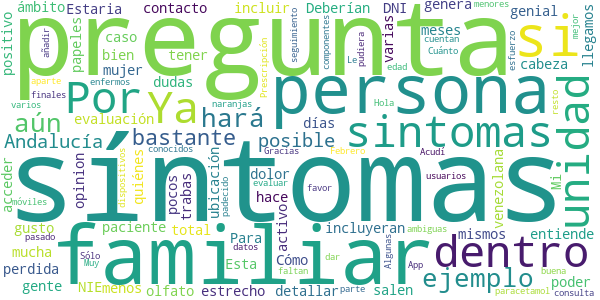 ámbito Estaria contacto incluir Deberían DNI genera menores
positivo papeles caso bien tener varias meses genial añadir
pregunta si
mujer dudas cabeza llegamos
seguimiento componentes Le pudiera edad esfuerzo cuentan Cuánto mejor
aparte enfermos Por Ya persona unidad
varios finales evaluación Prescripción naranjas Hola resto
aún hará días síntomas sintomas
Andalucía bastante posible
conocidos Gracias Febrero Acudí
acceder opinion quiénes pocos trabas ubicación dolor evaluar favor usuarios venezolana Mi
móviles dispositivos padecido hace activo incluyeran mismos entiende
gusto paciente total Para Cómo ambiguas
familiar dentro
mucha pasado Sólo datos Esta faltan dar Algunas App buena
perdida Muy estrecho detallar salen ejemplo poder
gente NIE menos olfato parte paracetamol consulta